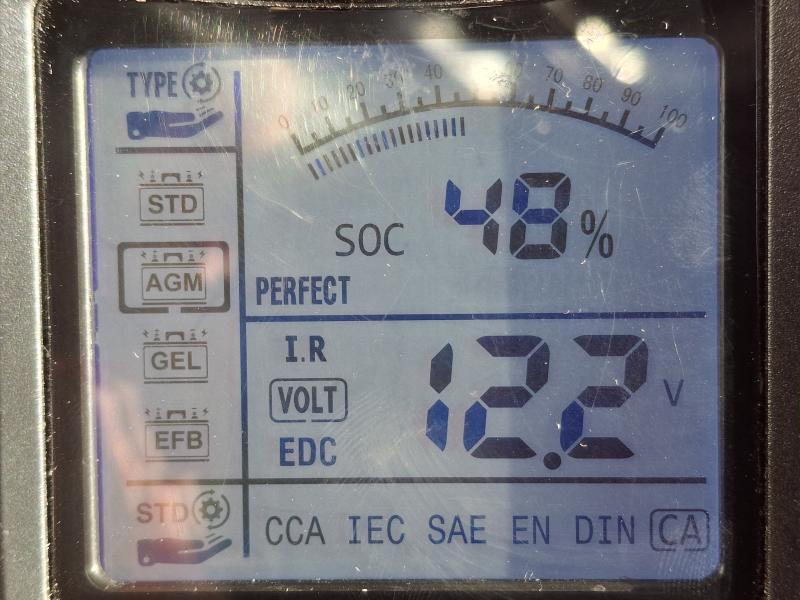 TYPE
0 10 20 30 40 70 80 90 100
STD
AGM
GEL
EFB
STD
SOC 48%
PERFECT
I.R
VOLT 12.2 V
EDC
CCA IEC SAE EN DIN CA